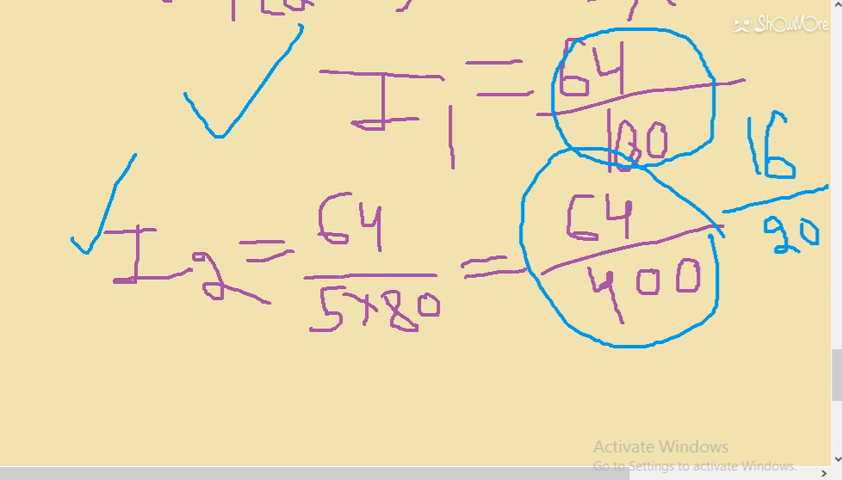 ShowMore
I1 = 64/180
16/20
I2 = 64/5×80 = 64/400
Activate Windows
Go to Settings to activate Windows.